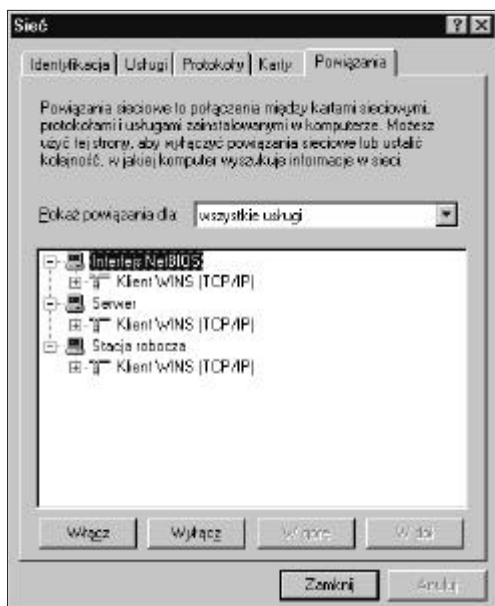 Sieć
Identyfikacja Usługi Protokoły Karty Powiązania
Powiązania sieciowe to połączenia między kartami sieciowymi,
protokołami i usługami zainstalowanymi w komputerze. Możesz
użyć tej strony, aby wyłączyć powiązania sieciowe lub ustalić
kolejność, w jakiej komputer wyszukuje informacje w sieci.
Pokaż powiązania dla: wszystkie usługi
Interfejs NetBIOS
Klient WINS (TCP/IP)
Serwer
Klient WINS (TCP/IP)
Stacja robocza
Klient WINS (TCP/IP)
Włącz Wyłącz W górę W dół
Zamknij Anuluj